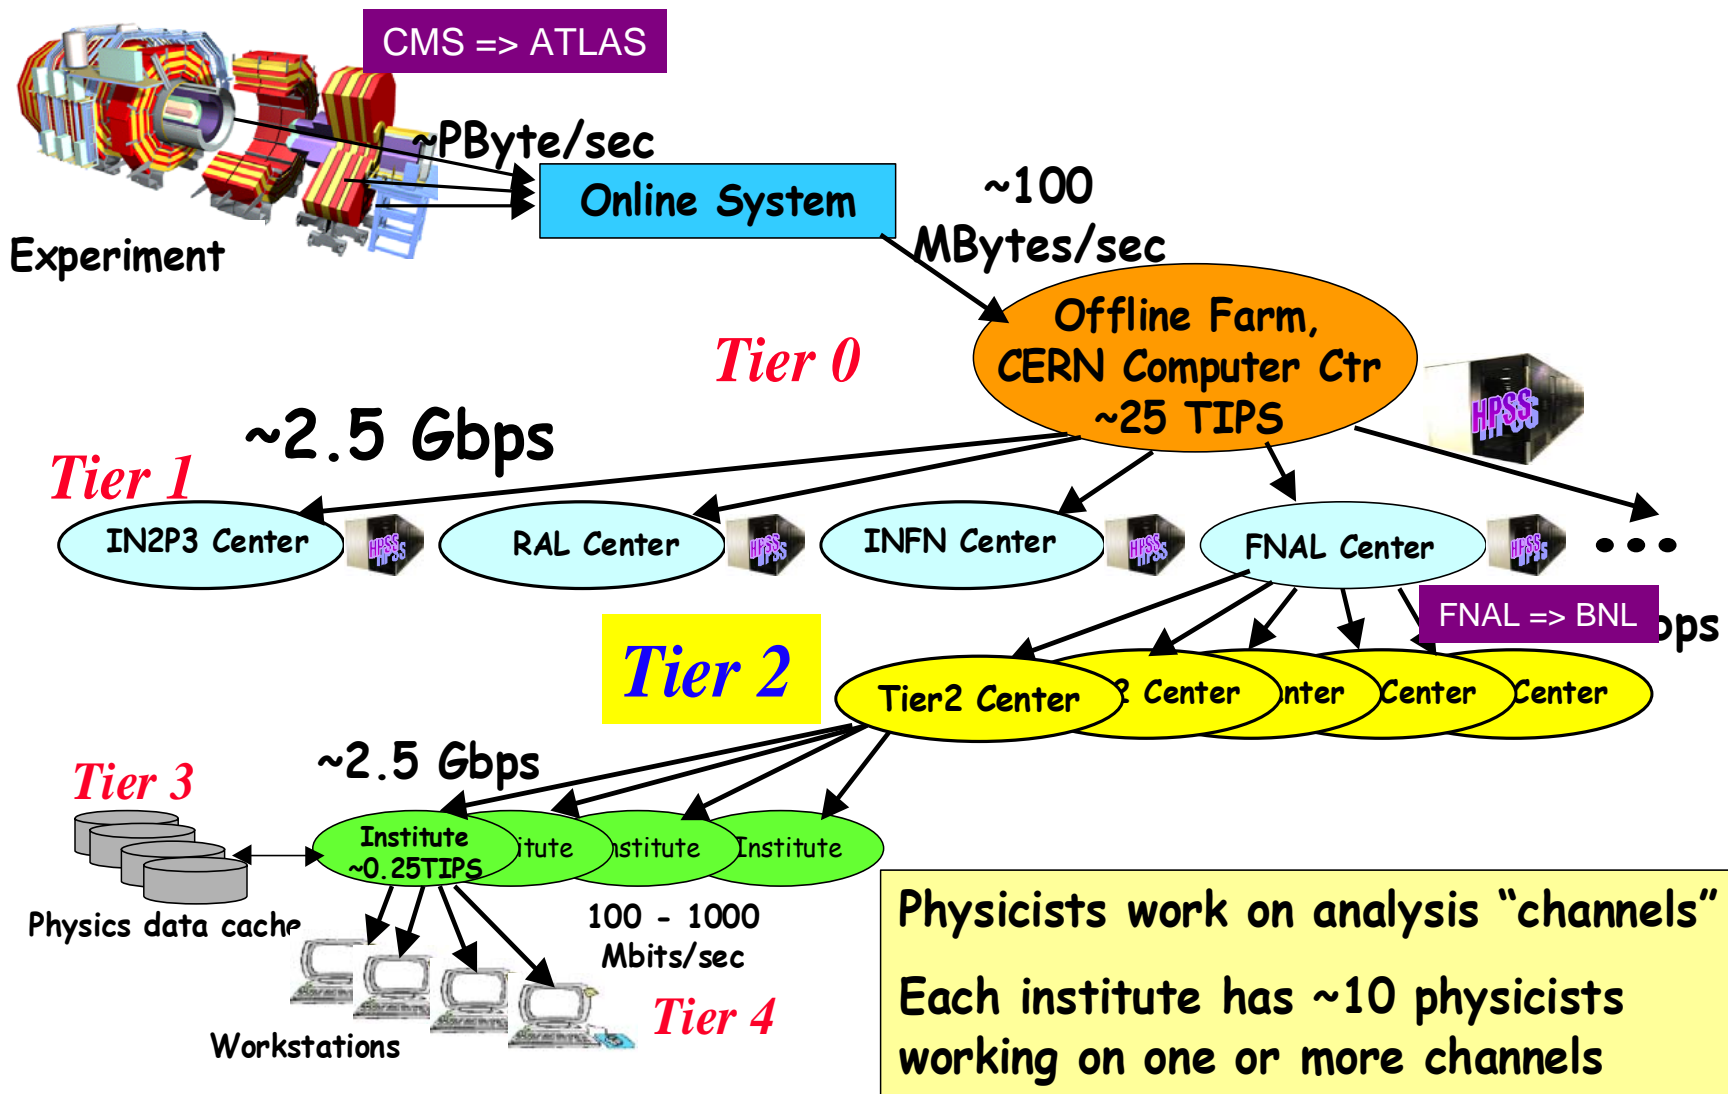 CMS => ATLAS
~PByte/sec
Online System
~100
MBytes/sec
Experiment
Offline Farm,
CERN Computer Ctr
~25 TIPS
Tier 0
HPSS
~2.5 Gbps
Tier 1
IN2P3 Center
HPSS
RAL Center
HPSS
INFN Center
HPSS
FNAL Center
HPSS
• • •
FNAL => BNL
Tier 2
Tier2 Center
2 Center
Center
Center
~2.5 Gbps
Tier 3
Institute
~0.25TIPS
Institute
Physics data cache
100 - 1000
Mbits/sec
Tier 4
Workstations
Physicists work on analysis “channels”
Each institute has ~10 physicists
working on one or more channels